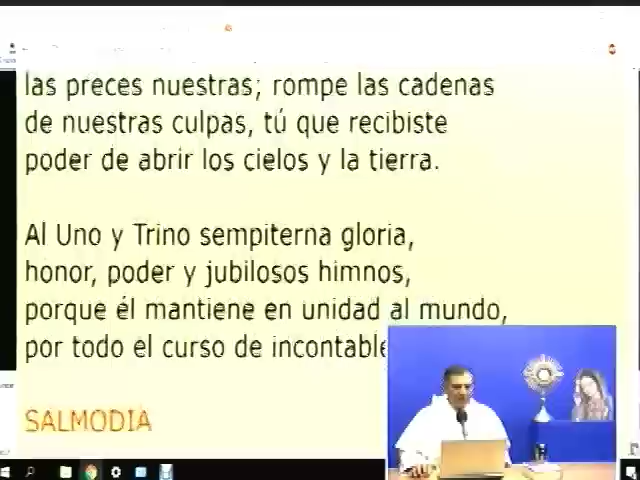 las preces nuestras; rompe las cadenas
de nuestras culpas, tú que recibiste
poder de abrir los cielos y la tierra.
Al Uno y Trino sempiterna gloria,
honor, poder y jubilosos himnos,
porque él mantiene en unidad al mundo,
por todo el curso de
SALMODIA